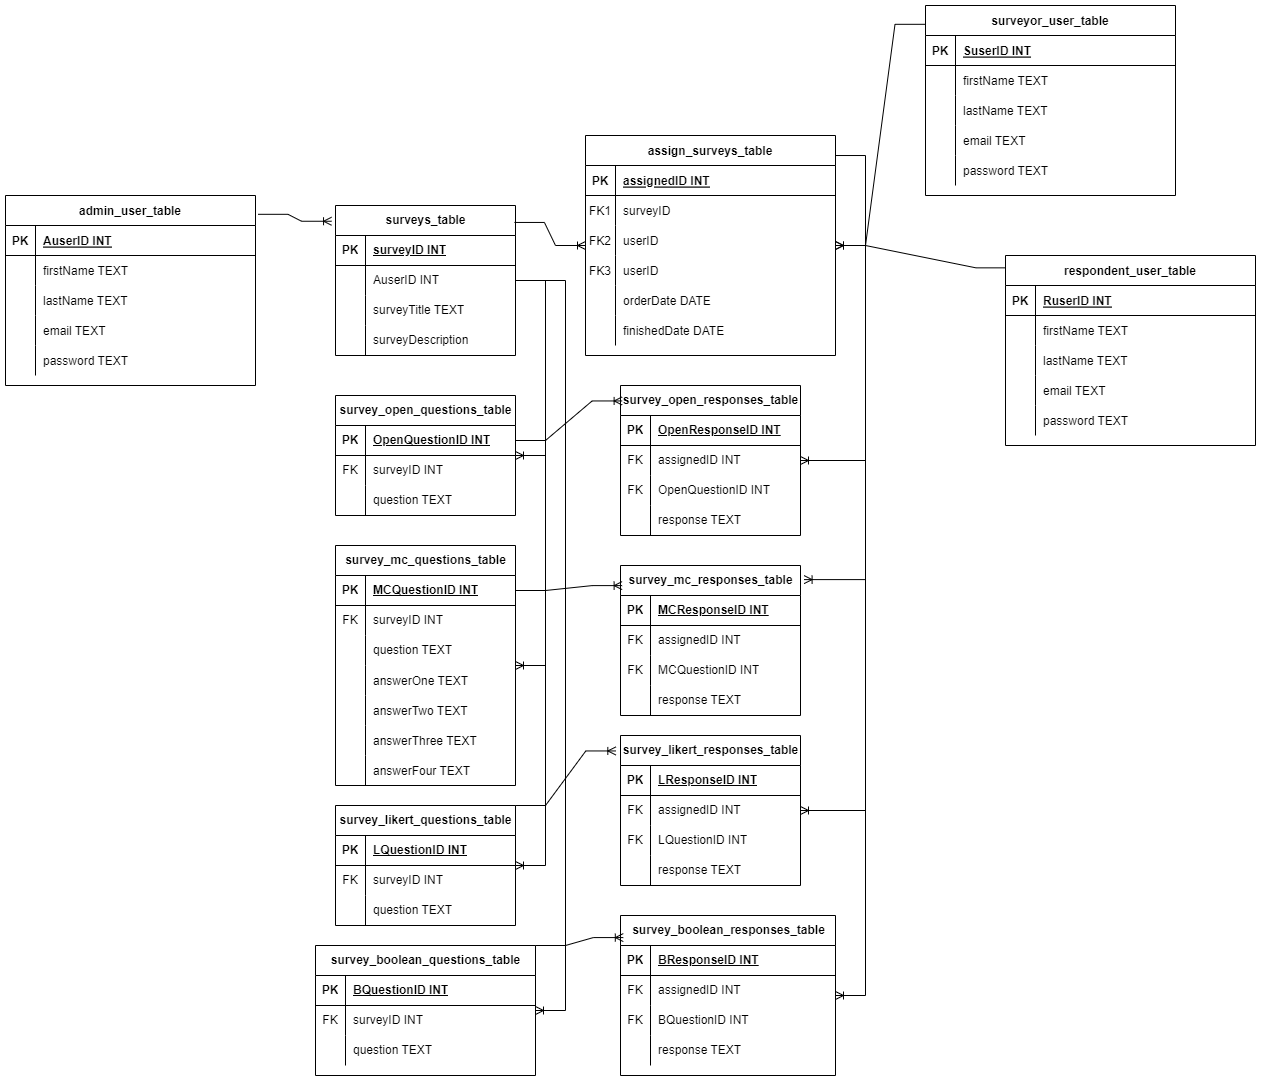 surveyor_user_table
PK SuserID INT
firstName TEXT
lastName TEXT
email TEXT
password TEXT
assign_surveys_table
PK assignedID INT
FK1 surveyID
FK2 userID
FK3 userID
orderDate DATE
finishedDate DATE
admin_user_table
PK AuserID INT
firstName TEXT
lastName TEXT
email TEXT
password TEXT
surveys_table
PK surveyID INT
AuserID INT
surveyTitle TEXT
surveyDescription
respondent_user_table
PK RuserID INT
firstName TEXT
lastName TEXT
email TEXT
password TEXT
survey_open_questions_table
PK OpenQuestionID INT
FK surveyID INT
question TEXT
survey_open_responses_table
PK OpenResponseID INT
FK assignedID INT
FK OpenQuestionID INT
response TEXT
survey_mc_questions_table
PK MCQuestionID INT
FK surveyID INT
question TEXT
answerOne TEXT
answerTwo TEXT
answerThree TEXT
answerFour TEXT
survey_mc_responses_table
PK MCResponseID INT
FK assignedID INT
FK MCQuestionID INT
response TEXT
survey_likert_questions_table
PK LQuestionID INT
FK surveyID INT
question TEXT
survey_likert_responses_table
PK LResponseID INT
FK assignedID INT
FK LQuestionID INT
response TEXT
survey_boolean_questions_table
PK BQuestionID INT
FK surveyID INT
question TEXT
survey_boolean_responses_table
PK BResponseID INT
FK assignedID INT
FK BQuestionID INT
response TEXT